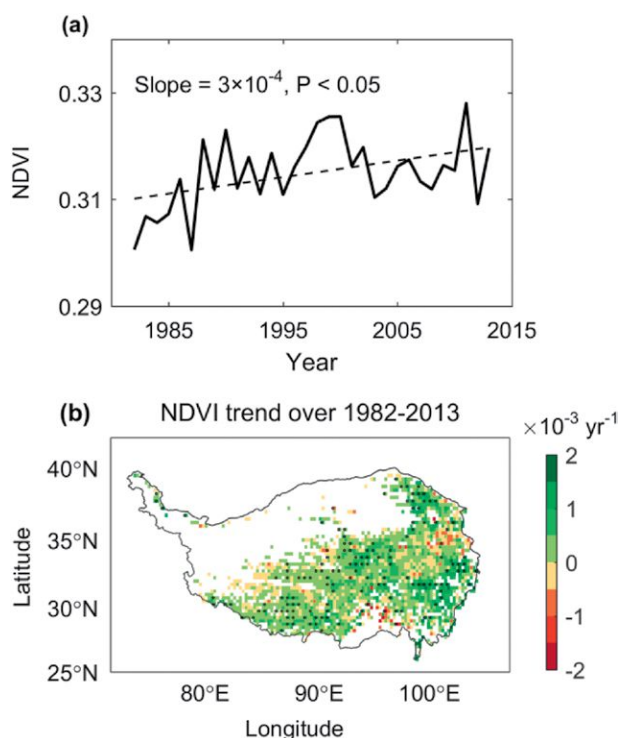 (a)
Slope = 3×10⁻⁴, P < 0.05
0.33
0.31
0.29
NDVI
1985 1995 2005 2015
Year
(b) NDVI trend over 1982-2013
×10⁻³ yr⁻¹
40°N
35°N
30°N
25°N
Latitude
80°E 90°E 100°E
Longitude
2
1
0
-1
-2